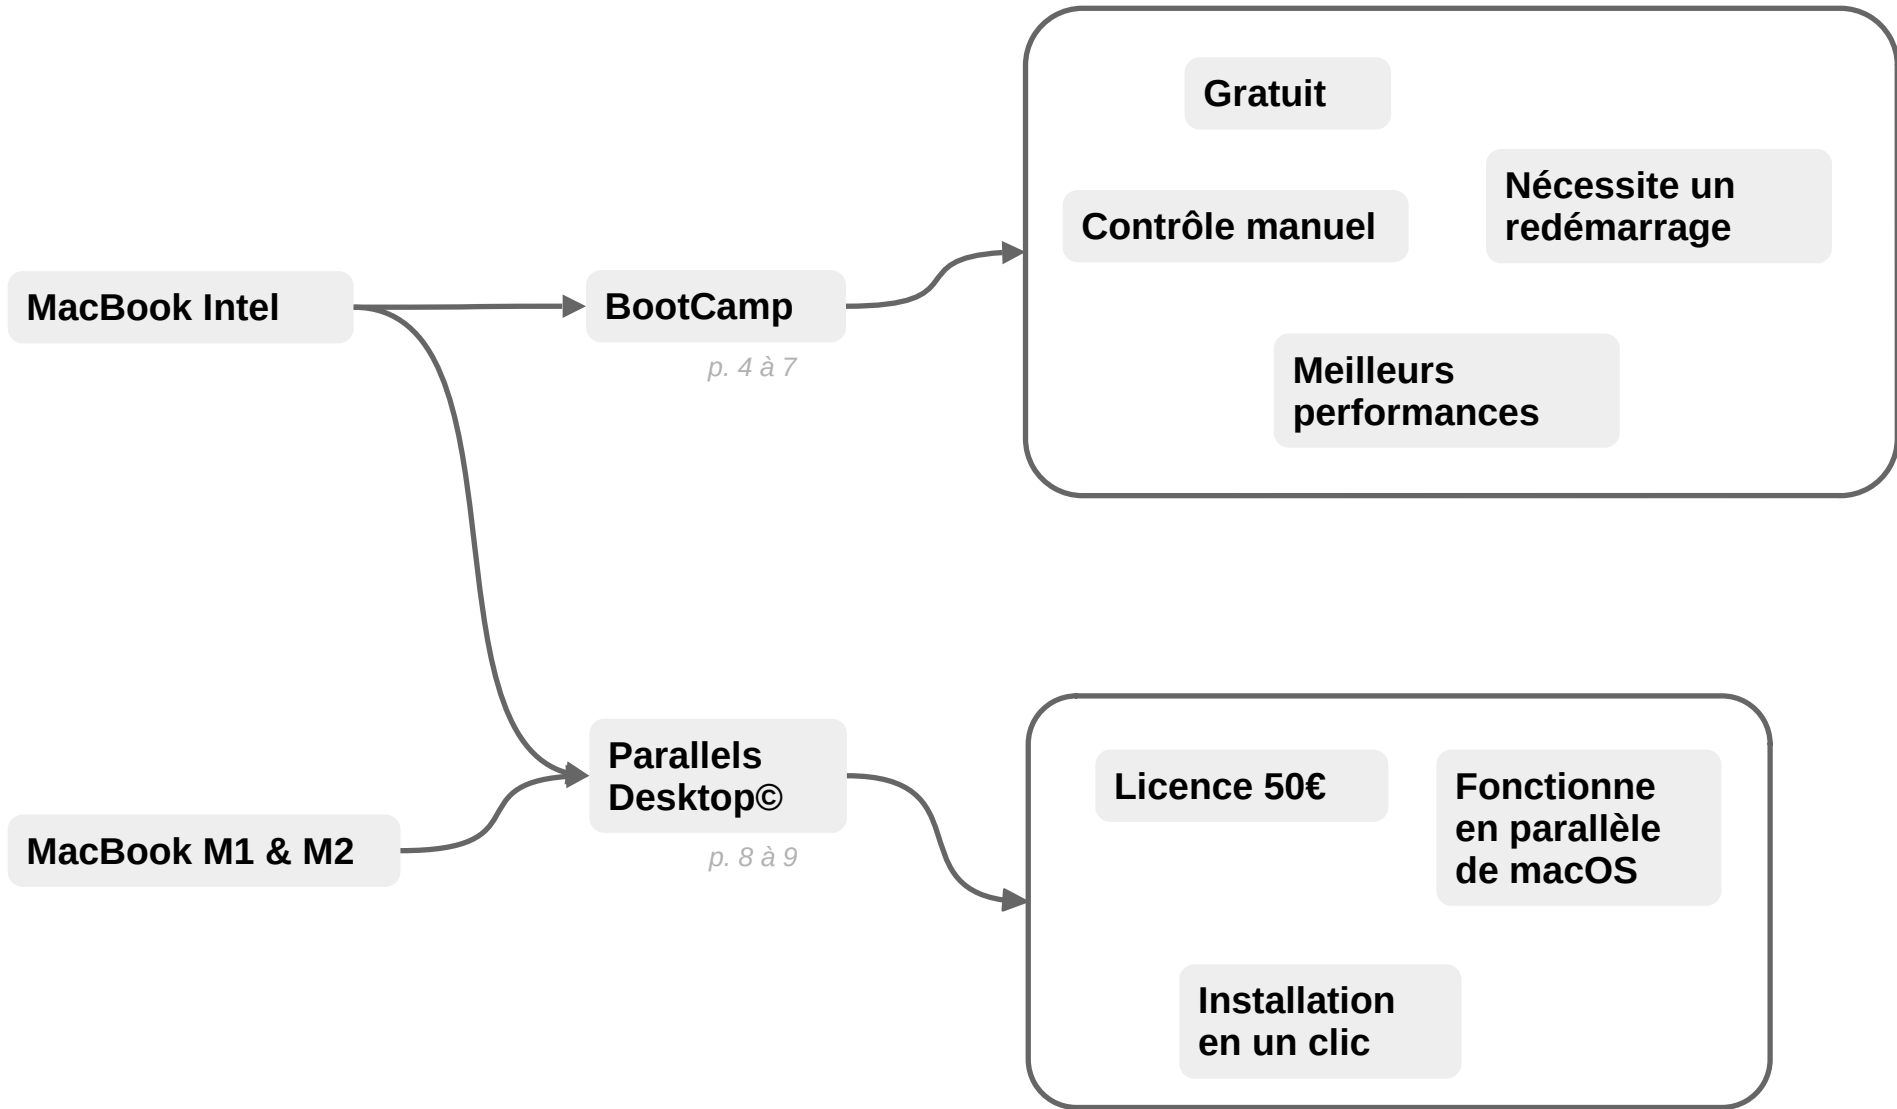 Gratuit
Nécessite un
redémarrage
Contrôle manuel
MacBook Intel
BootCamp
p. 4 à 7
Meilleurs
performances
Parallels
Desktop©
p. 8 à 9
MacBook M1 & M2
Licence 50€
Fonctionne
en parallèle
de macOS
Installation
en un clic